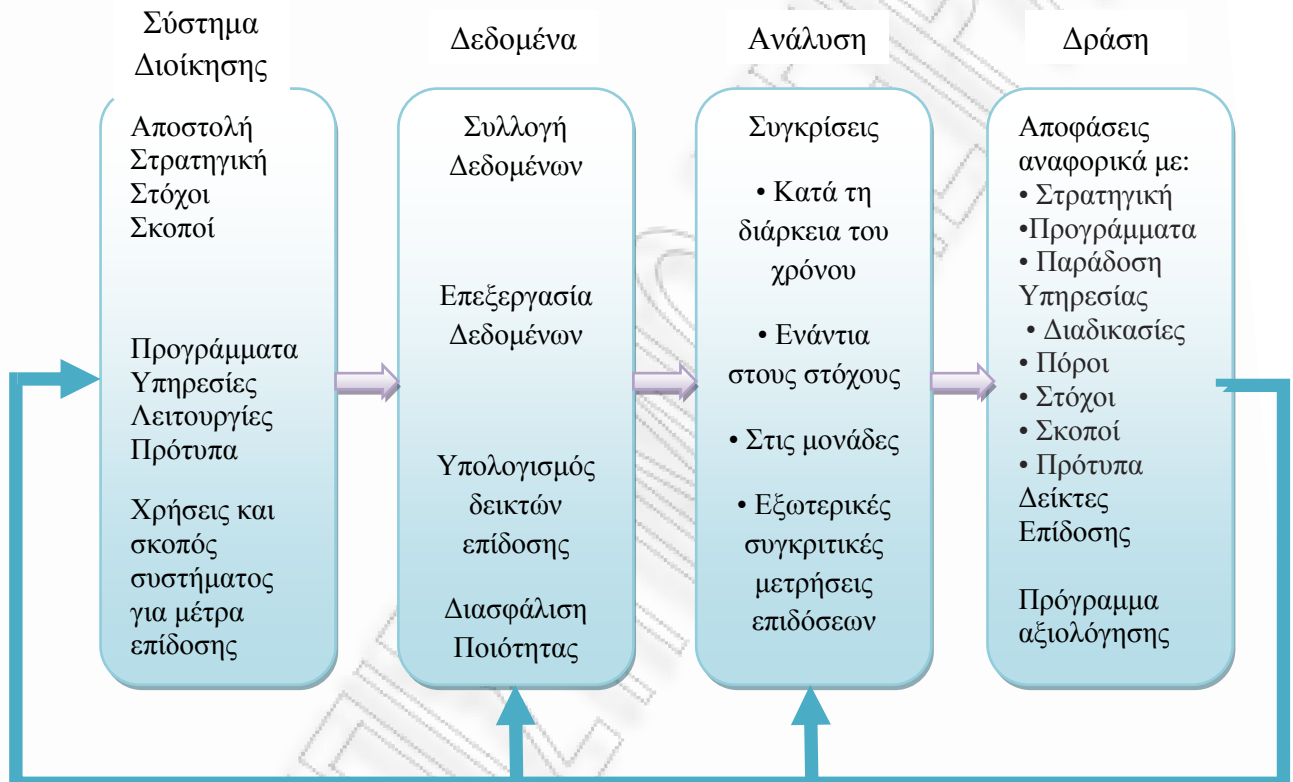 Σύστημα
Διοίκησης
Αποστολή
Στρατηγική
Στόχοι
Σκοποί
Προγράμματα
Υπηρεσίες
Λειτουργίες
Πρότυπα
Χρήσεις και
σκοπός
συστήματος
για μέτρα
επίδοσης
Δεδομένα
Συλλογή
Δεδομένων
Επεξεργασία
Δεδομένων
Υπολογισμός
δεικτών
επίδοσης
Διασφάλιση
Ποιότητας
Ανάλυση
Συγκρίσεις
• Κατά τη
διάρκεια του
χρόνου
• Ενάντια
στους στόχους
• Στις μονάδες
• Εξωτερικές
συγκριτικές
μετρήσεις
επιδόσεων
Δράση
Αποφάσεις
αναφορικά με:
• Στρατηγική
•Προγράμματα
• Παράδοση
Υπηρεσίας
• Διαδικασίες
• Πόροι
• Στόχοι
• Σκοποί
• Πρότυπα
Δείκτες
Επίδοσης
Πρόγραμμα
αξιολόγησης